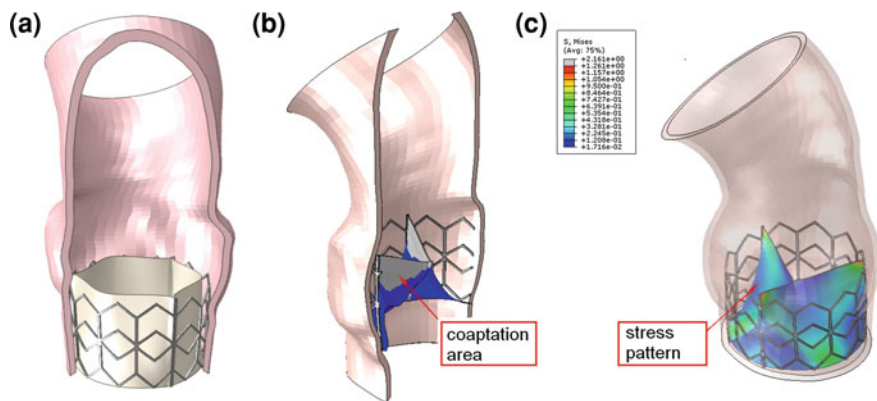 (a)
(b)
coaptation
area
(c)
S, Mises
(Avg: 75%)
+2.161e+00
+1.261e+00
+1.157e+00
+1.054e+00
+9.500e-01
+8.464e-01
+7.427e-01
+6.391e-01
+5.354e-01
+4.318e-01
+3.281e-01
+2.245e-01
+1.208e-01
+1.716e-02
stress
pattern